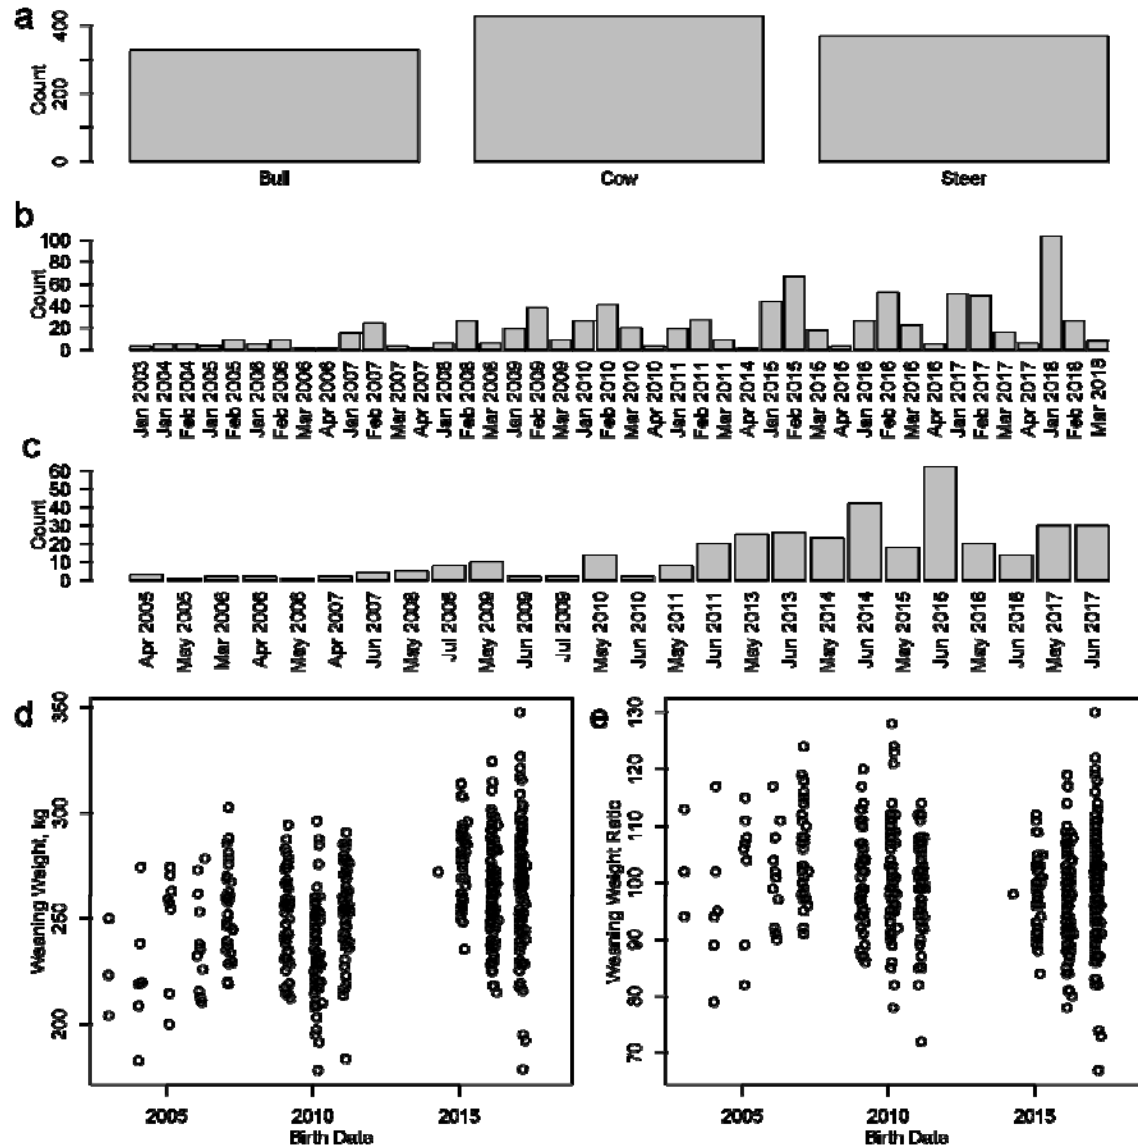 a
400
200
0
Count
Bull
Cow
Steer
b
100
80
60
40
20
0
Count
Jan 2003
Jan 2004
Feb 2004
Jan 2005
Feb 2005
Jan 2006
Feb 2006
Mar 2006
Apr 2006
Jan 2007
Feb 2007
Mar 2007
Apr 2007
Jan 2008
Feb 2008
Mar 2008
Jan 2009
Feb 2009
Mar 2009
Jan 2010
Feb 2010
Mar 2010
Apr 2010
Jan 2011
Feb 2011
Mar 2011
Apr 2014
Jan 2015
Feb 2015
Mar 2015
Apr 2015
Jan 2016
Feb 2016
Mar 2016
Apr 2016
Jan 2017
Feb 2017
Mar 2017
Apr 2017
Jan 2018
Feb 2018
Mar 2018
c
60
50
40
30
20
10
0
Count
Apr 2005
May 2005
Mar 2006
Apr 2006
May 2006
Apr 2007
Jun 2007
May 2008
Jul 2008
May 2009
Jun 2009
Jul 2009
May 2010
Jun 2010
May 2011
Jun 2011
May 2013
Jun 2013
May 2014
Jun 2014
May 2015
Jun 2015
May 2016
Jun 2016
May 2017
Jun 2017
d
350
300
250
200
Weaning Weight, kg
2005
2010
2015
Birth Date
e
130
120
110
100
90
80
70
Weaning Weight Ratio
2005
2010
2015
Birth Date